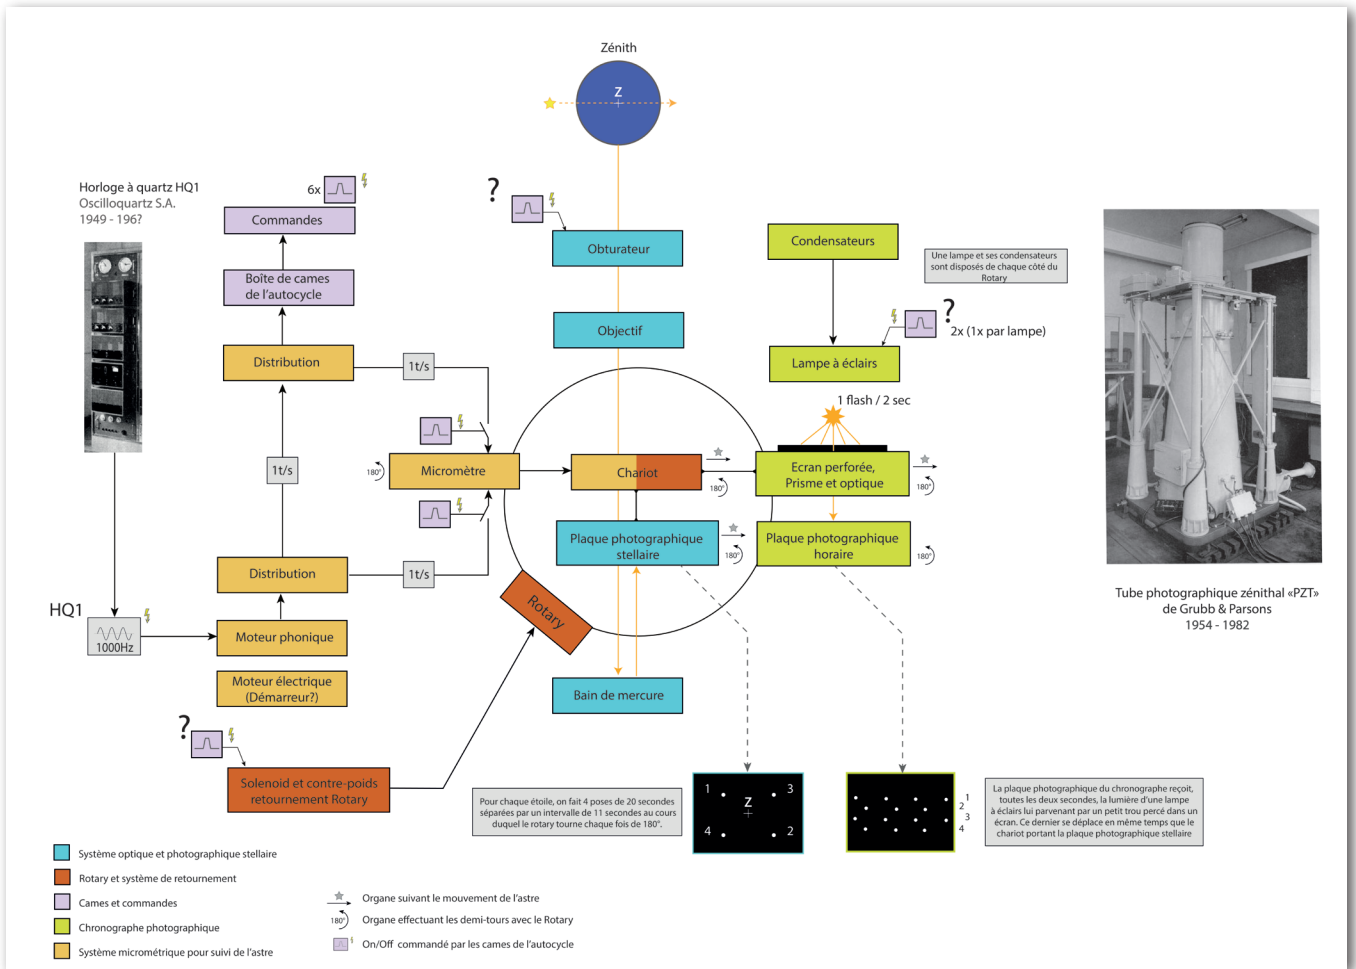 Zénith
Z
Horloge à quartz HQ1
Oscilloquartz S.A.
1949 - 196?
6x
Commandes
Boîte de cames
de l'autocycle
Distribution
1t/s
1t/s
Distribution
1t/s
HQ1
1000Hz
Moteur phonique
Moteur électrique
(Démarreur?)
?
Solenoid et contre-poids
retournement Rotary
?
Obturateur
Objectif
180°
Micromètre
Chariot
180°
Plaque photographique
stellaire
180°
Rotary
Bain de mercure
Condensateurs
Une lampe et ses condensateurs
sont disposés de chaque côté du
Rotary
?
2x (1x par lampe)
Lampe à éclairs
1 flash / 2 sec
Ecran perforée,
Prisme et optique
180°
Plaque photographique
horaire
180°
Tube photographique zénithal «PZT»
de Grubb & Parsons
1954 - 1982
Pour chaque étoile, on fait 4 poses de 20 secondes
séparées par un intervalle de 11 secondes au cours
duquel le rotary tourne chaque fois de 180°.
1
3
Z
4
2
1
2
3
4
La plaque photographique du chronographe reçoit,
toutes les deux secondes, la lumière d'une lampe
à éclairs lui parvenant par un petit trou percé dans un
écran. Ce dernier se déplace en même temps que le
chariot portant la plaque photographique stellaire
Système optique et photographique stellaire
Rotary et système de retournement
Cames et commandes
Chronographe photographique
Système micrométrique pour suivi de l'astre
Organe suivant le mouvement de l'astre
180°
Organe effectuant les demi-tours avec le Rotary
On/Off commandé par les cames de l'autocycle